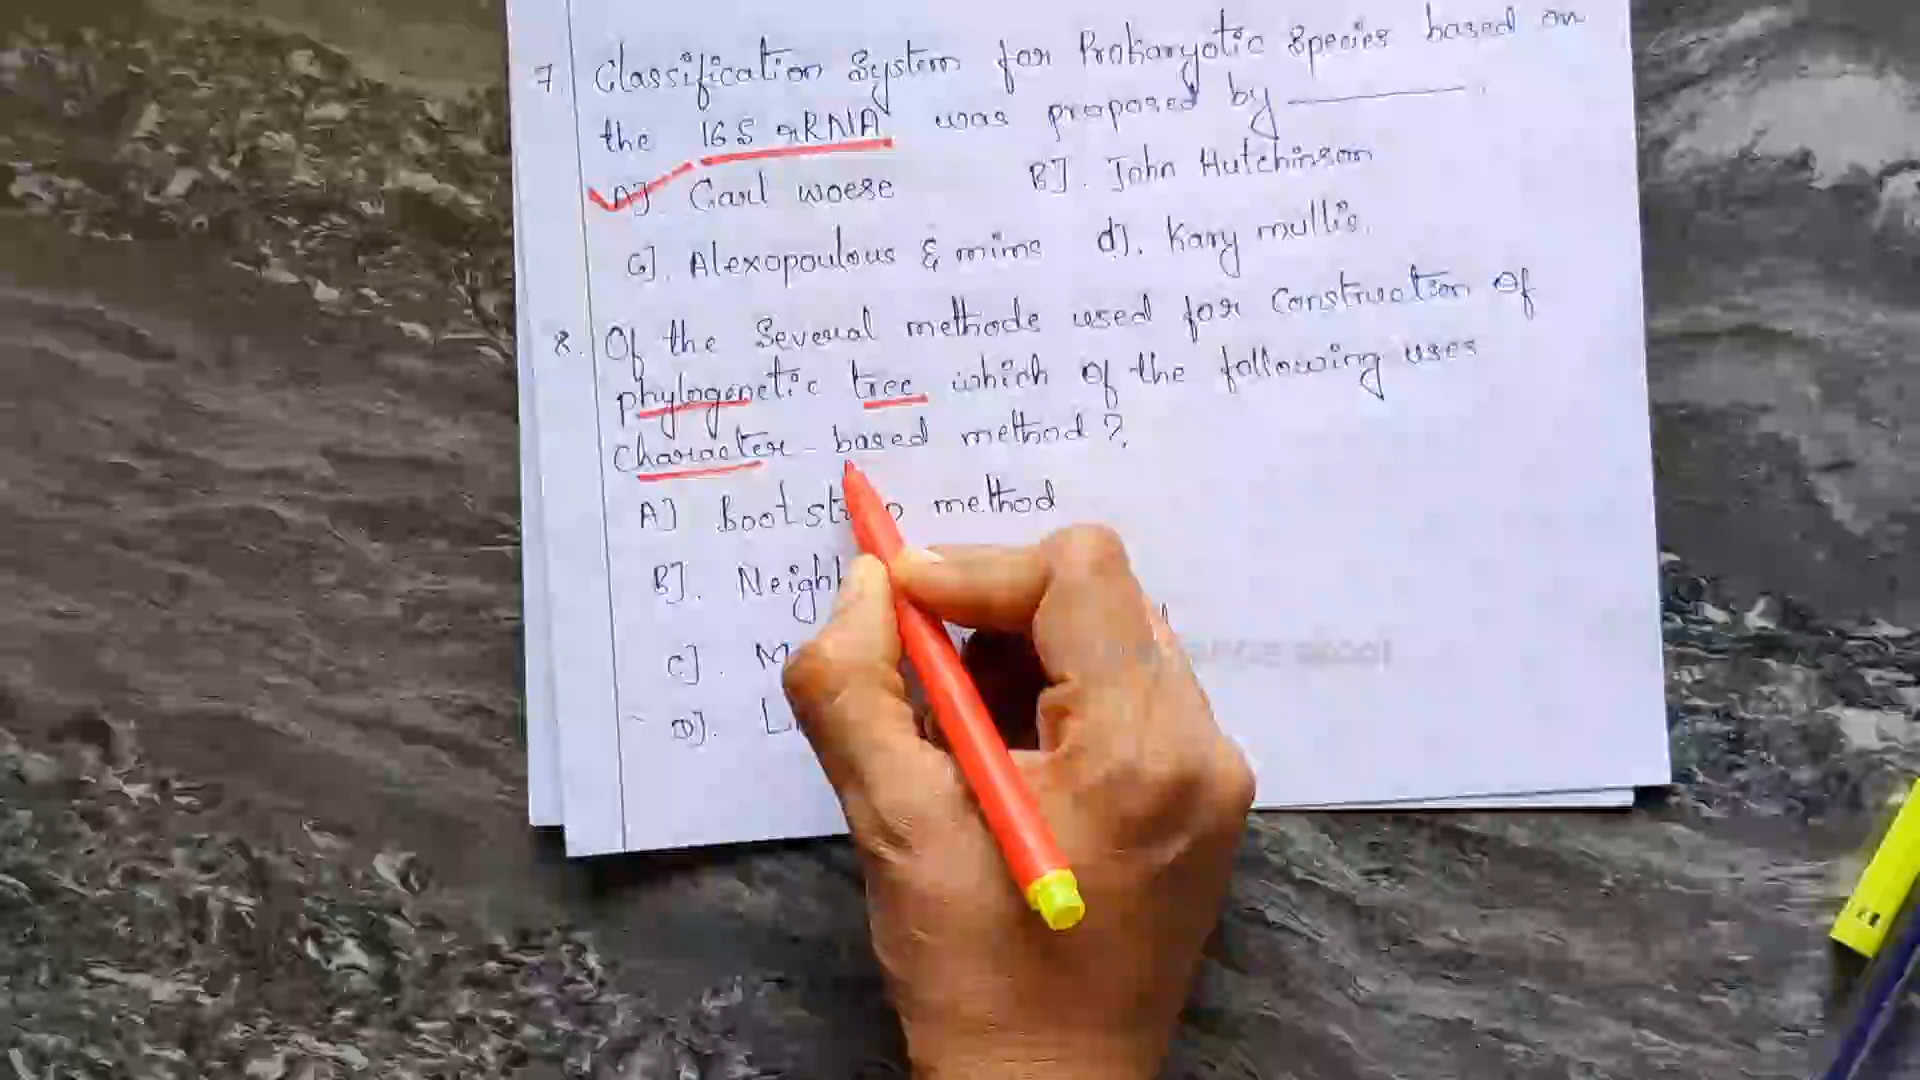 7. Classification System for Prokaryotic Species based on
the 16S rRNA was proposed by ________.
A]. Carl woese B]. John Hutchinson
C]. Alexopoulous & mims d]. Kary mullis.
8. Of the Several methods used for Construction Of
phylogenetic tree which of the following uses
Character-based method?
A] Bootst method
B]. Neigh
C]. M
D]. L